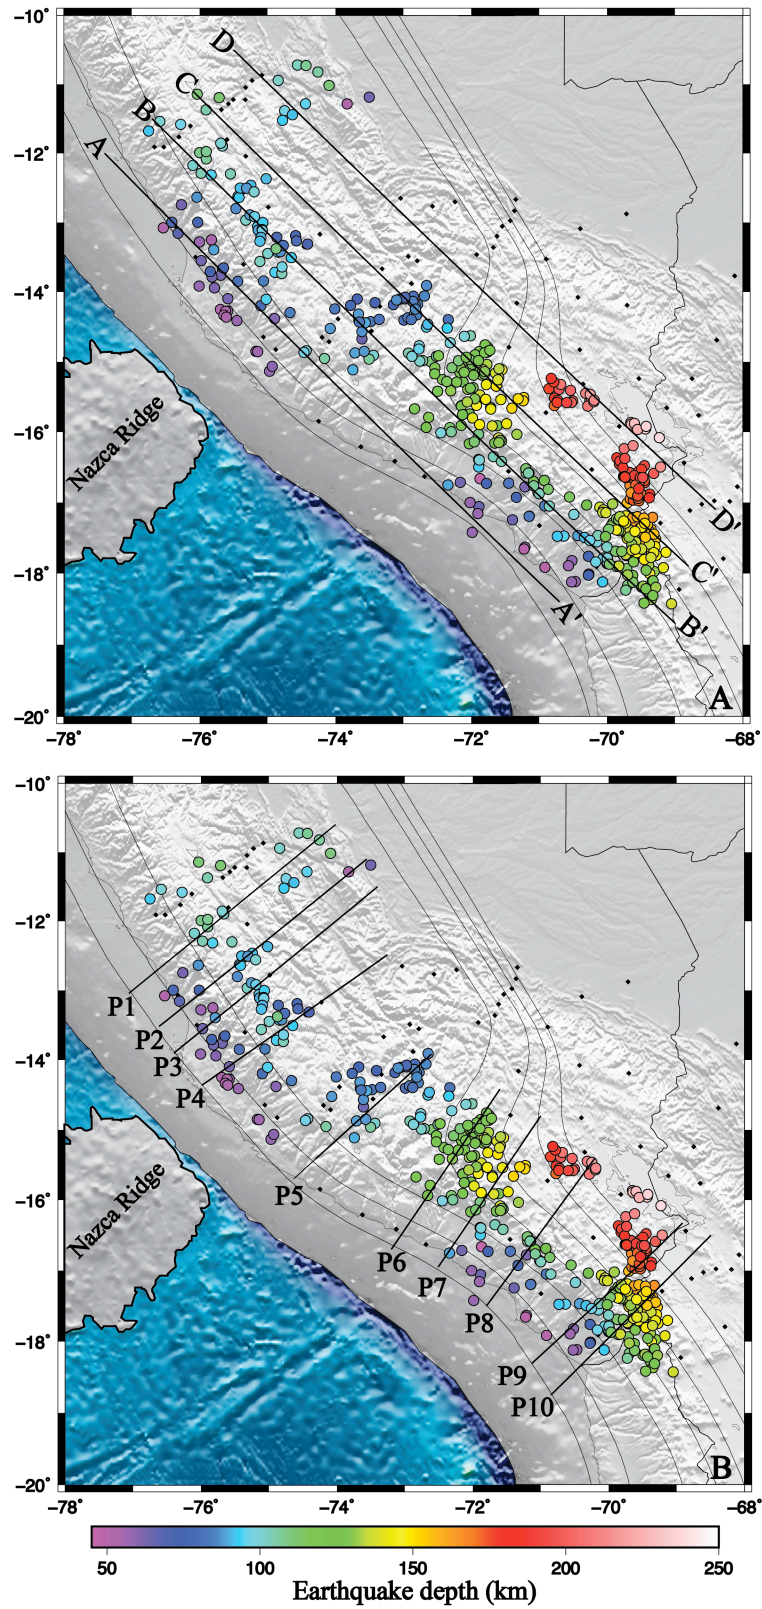 −10°
−12°
−14°
−16°
−18°
−20°
D
C
B
A
Nazca Ridge
D'
C'
A'
B'
A
−78 −76 −74 −72 −70 −68°
−10°
−12°
−14°
−16°
−18°
−20°
P1
P2
P3
P4
P5
P6
P7
P8
P9
P10
Nazca Ridge
B
−78 −76 −74 −72 −70 −68°
50 100 150 200 250
Earthquake depth (km)